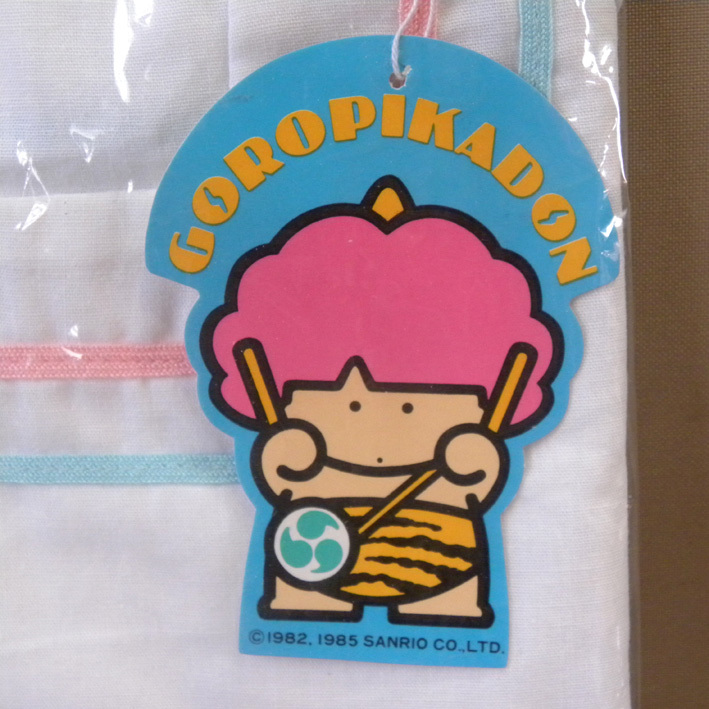 GOROPIKADON
©1982, 1985 SANRIO CO.,LTD.